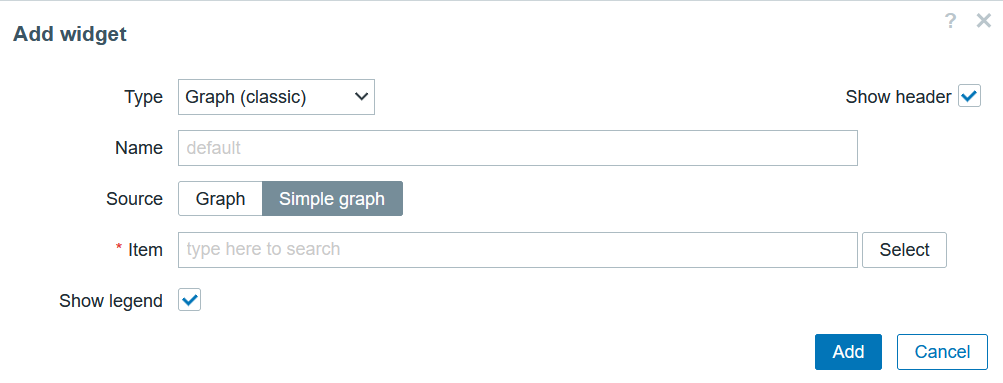 Add widget
?
Type Graph (classic) Show header
Name default
Source Graph Simple graph
* Item type here to search Select
Show legend
Add Cancel